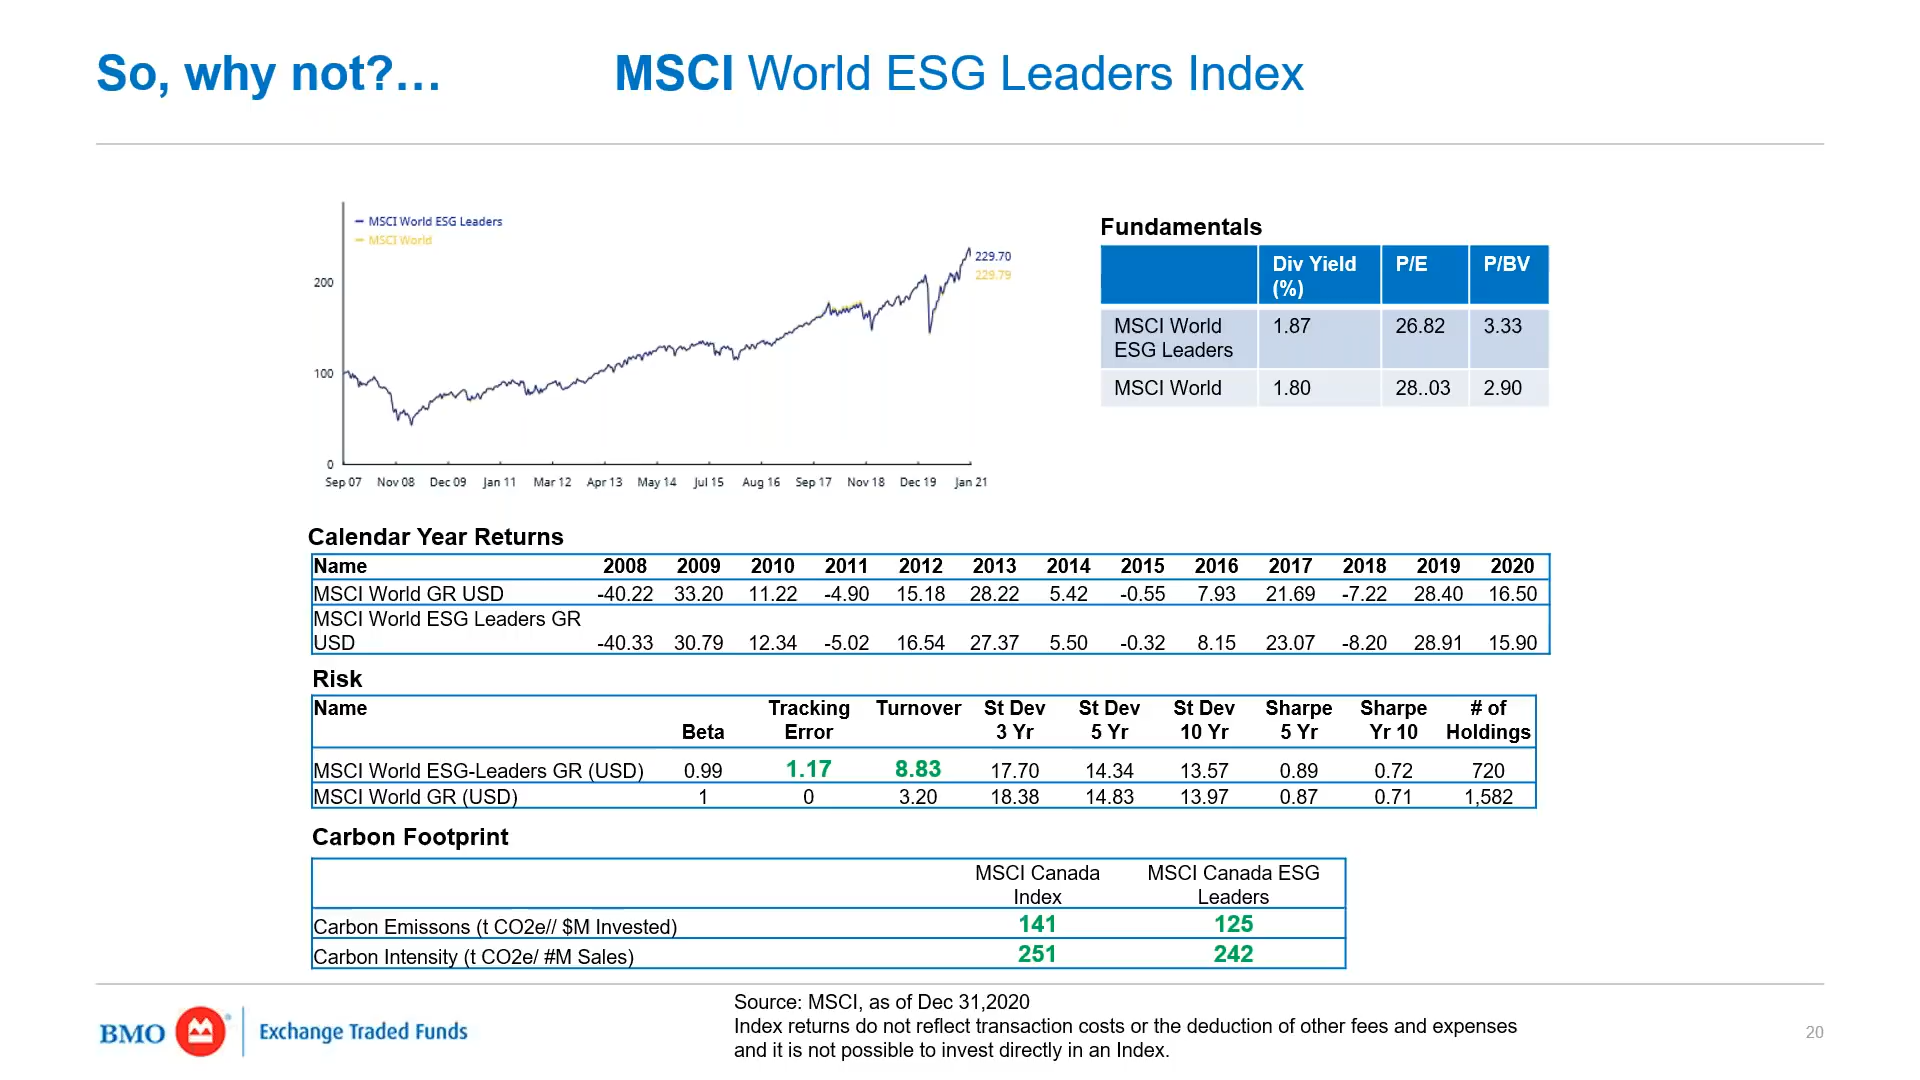 So, why not?… MSCI World ESG Leaders Index
MSCI World ESG Leaders
MSCI World
229.70
229.79
200
100
0
Sep 07 Nov 08 Dec 09 Jan 11 Mar 12 Apr 13 May 14 Jul 15 Aug 16 Sep 17 Nov 18 Dec 19 Jan 21
Fundamentals
Div Yield P/E P/BV
(%)
MSCI World 1.87 26.82 3.33
ESG Leaders
MSCI World 1.80 28..03 2.90
Calendar Year Returns
Name 2008 2009 2010 2011 2012 2013 2014 2015 2016 2017 2018 2019 2020
MSCI World GR USD -40.22 33.20 11.22 -4.90 15.18 28.22 5.42 -0.55 7.93 21.69 -7.22 28.40 16.50
MSCI World ESG Leaders GR
USD -40.33 30.79 12.34 -5.02 16.54 27.37 5.50 -0.32 8.15 23.07 -8.20 28.91 15.90
Risk
Name Tracking Turnover St Dev St Dev St Dev Sharpe Sharpe # of
Beta Error 3 Yr 5 Yr 10 Yr 5 Yr Yr 10 Holdings
MSCI World ESG-Leaders GR (USD) 0.99 1.17 8.83 17.70 14.34 13.57 0.89 0.72 720
MSCI World GR (USD) 1 0 3.20 18.38 14.83 13.97 0.87 0.71 1,582
Carbon Footprint
MSCI Canada MSCI Canada ESG
Index Leaders
Carbon Emissons (t CO2e// $M Invested) 141 125
Carbon Intensity (t CO2e/ #M Sales) 251 242
BMO Exchange Traded Funds
Source: MSCI, as of Dec 31,2020
Index returns do not reflect transaction costs or the deduction of other fees and expenses
and it is not possible to invest directly in an Index.
20